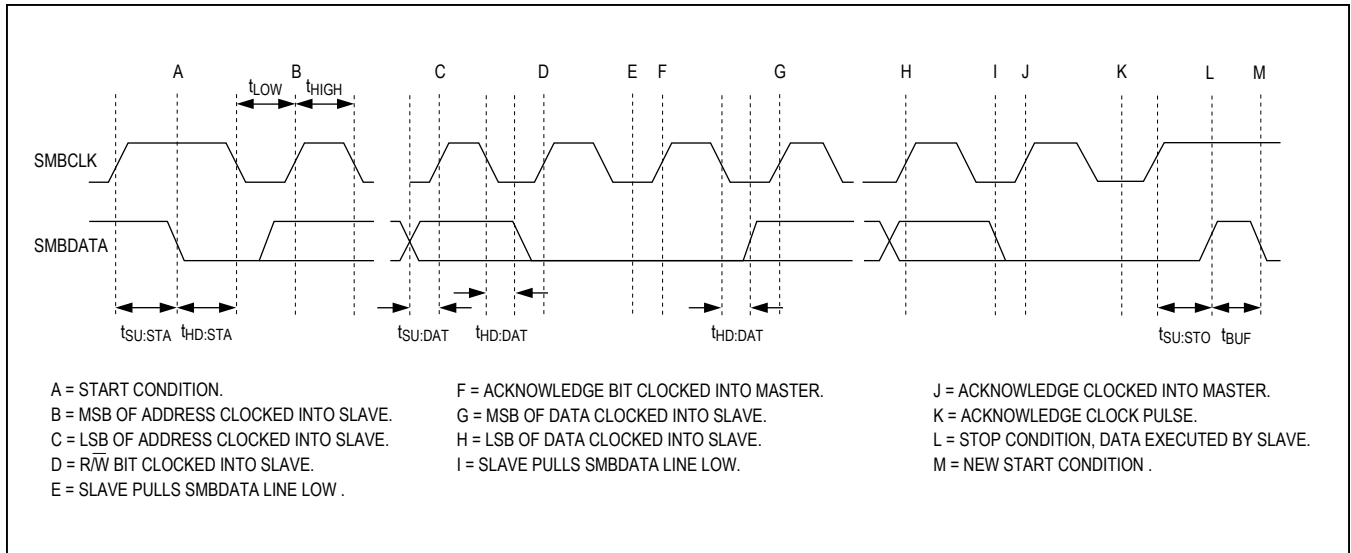 A B C D E F G H I J K L M
tLOW tHIGH
SMBCLK
SMBDATA
tSU:STA tHD:STA tSU:DAT tHD:DAT tHD:DAT tSU:STO tBUF
A = START CONDITION.
B = MSB OF ADDRESS CLOCKED INTO SLAVE.
C = LSB OF ADDRESS CLOCKED INTO SLAVE.
D = R/W̅ BIT CLOCKED INTO SLAVE.
E = SLAVE PULLS SMBDATA LINE LOW .
F = ACKNOWLEDGE BIT CLOCKED INTO MASTER.
G = MSB OF DATA CLOCKED INTO SLAVE.
H = LSB OF DATA CLOCKED INTO SLAVE.
I = SLAVE PULLS SMBDATA LINE LOW.
J = ACKNOWLEDGE CLOCKED INTO MASTER.
K = ACKNOWLEDGE CLOCK PULSE.
L = STOP CONDITION, DATA EXECUTED BY SLAVE.
M = NEW START CONDITION .